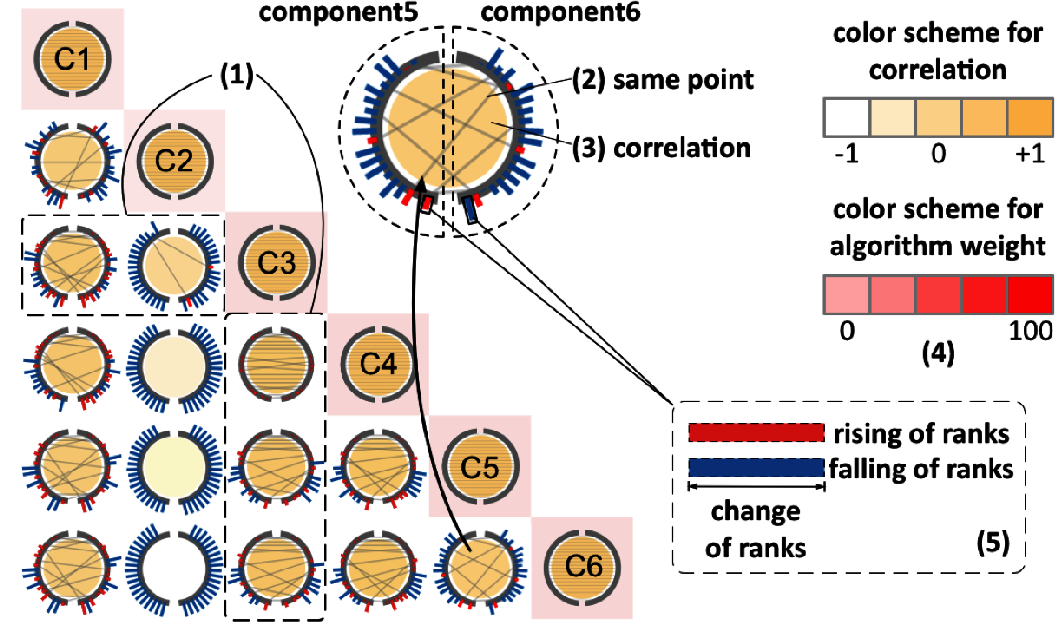 component5 component6
C1
(1)
(2) same point
(3) correlation
C2
C3
C4
C5
C6
color scheme for
correlation
-1 0 +1
color scheme for
algorithm weight
0 100
(4)
rising of ranks
falling of ranks
change
of ranks
(5)